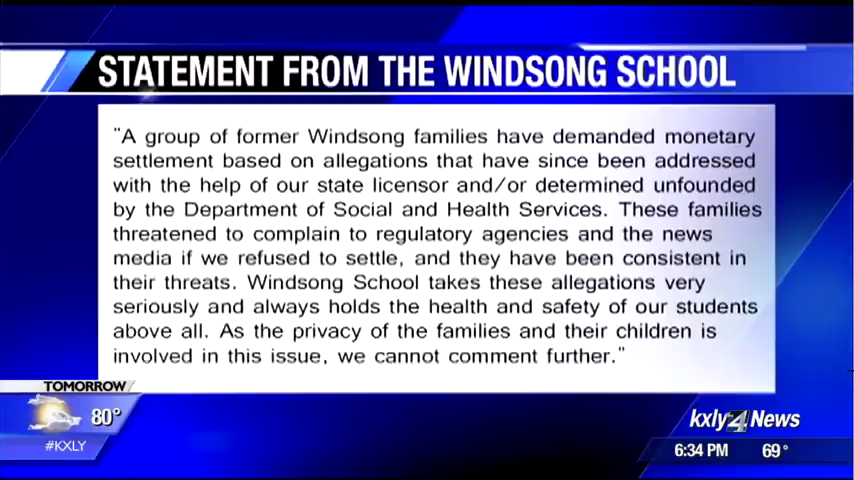 STATEMENT FROM THE WINDSONG SCHOOL
"A group of former Windsong families have demanded monetary
settlement based on allegations that have since been addressed
with the help of our state licensor and/or determined unfounded
by the Department of Social and Health Services. These families
threatened to complain to regulatory agencies and the news
media if we refused to settle, and they have been consistent in
their threats. Windsong School takes these allegations very
seriously and always holds the health and safety of our students
above all. As the privacy of the families and their children is
involved in this issue, we cannot comment further."
TOMORROW
80°
#KXLY
kxly4News
6:34 PM 69°